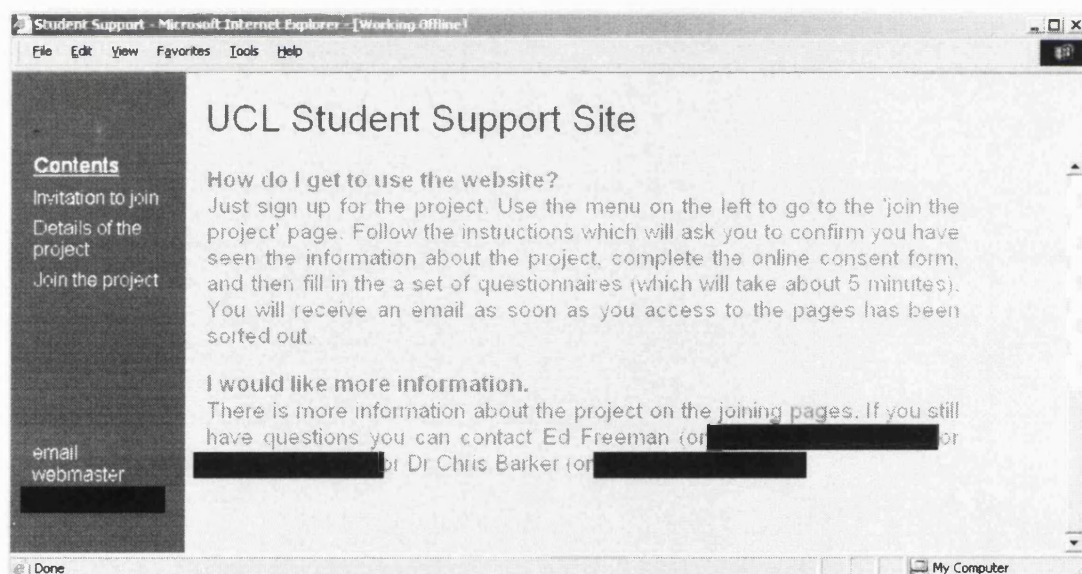 Student Support - Microsoft Internet Explorer - [Working Offline]
File Edit View Favorites Tools Help
UCL Student Support Site
Contents
Invitation to join
Details of the
project
Join the project
email
webmaster
How do I get to use the website?
Just sign up for the project. Use the menu on the left to go to the 'join the
project' page. Follow the instructions which will ask you to confirm you have
seen the information about the project, complete the online consent form,
and then fill in the a set of questionnaires (which will take about 5 minutes).
You will receive an email as soon as you access to the pages has been
sorted out.
I would like more information.
There is more information about the project on the joining pages. If you still
have questions you can contact Ed Freeman (on or
or Dr Chris Barker (on
Done My Computer